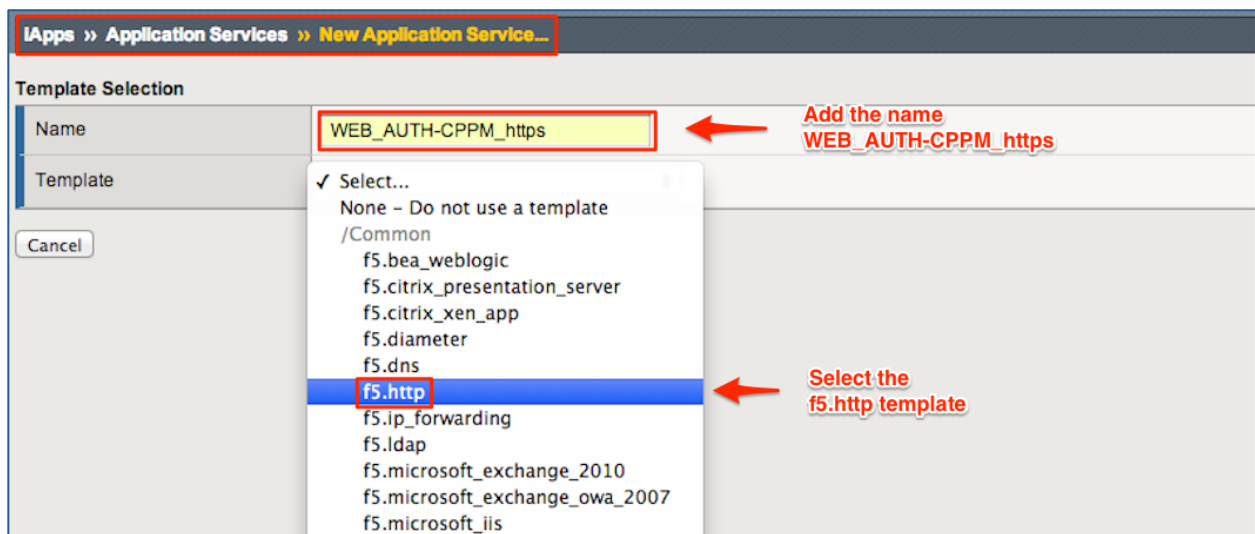 iApps » Application Services » New Application Service...
Template Selection
Name
WEB_AUTH-CPPM_https
Add the name
WEB_AUTH-CPPM_https
Template
✓ Select...
None – Do not use a template
/Common
f5.bea_weblogic
f5.citrix_presentation_server
f5.citrix_xen_app
f5.diameter
f5.dns
f5.http
Select the
f5.http template
f5.ip_forwarding
f5.ldap
f5.microsoft_exchange_2010
f5.microsoft_exchange_owa_2007
f5.microsoft_iis
Cancel